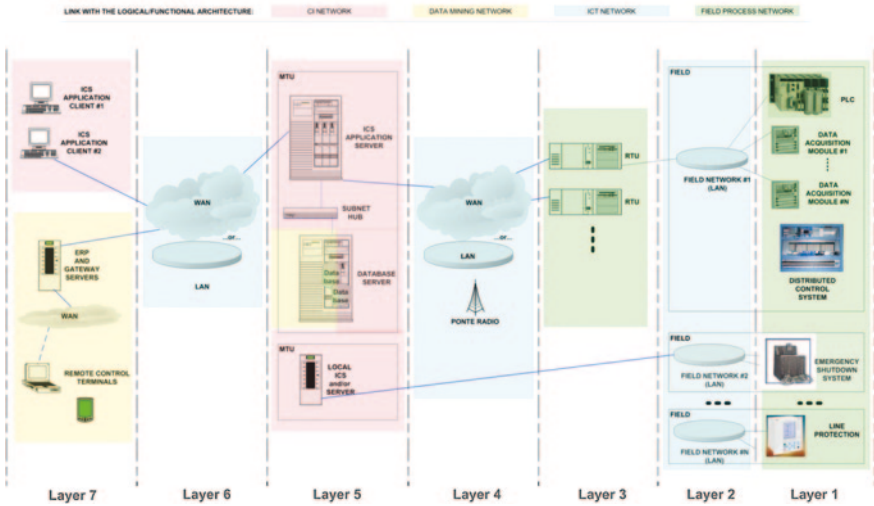 LINK WITH THE LOGICAL/FUNCTIONAL ARCHITECTURE:
CI NETWORK
DATA MINING NETWORK
ICT NETWORK
FIELD PROCESS NETWORK
ICS
APPLICATION
CLIENT #1
ICS
APPLICATION
CLIENT #2
ERP
AND
GATEWAY
SERVERS
WAN
REMOTE CONTROL
TERMINALS
WAN
...or...
LAN
MTU
ICS
APPLICATION
SERVER
SUBNET
HUB
Data
base
Data
base
DATABASE
SERVER
MTU
LOCAL
ICS
and/or
SERVER
WAN
...or...
LAN
PONTE RADIO
RTU
RTU
FIELD
FIELD NETWORK #1
(LAN)
PLC
DATA
ACQUISITION
MODULE #1
DATA
ACQUISITION
MODULE #N
DISTRIBUTED
CONTROL
SYSTEM
FIELD
FIELD NETWORK #2
(LAN)
EMERGENCY
SHUTDOWN
SYSTEM
FIELD
FIELD NETWORK #N
(LAN)
LINE
PROTECTION
Layer 7
Layer 6
Layer 5
Layer 4
Layer 3
Layer 2
Layer 1